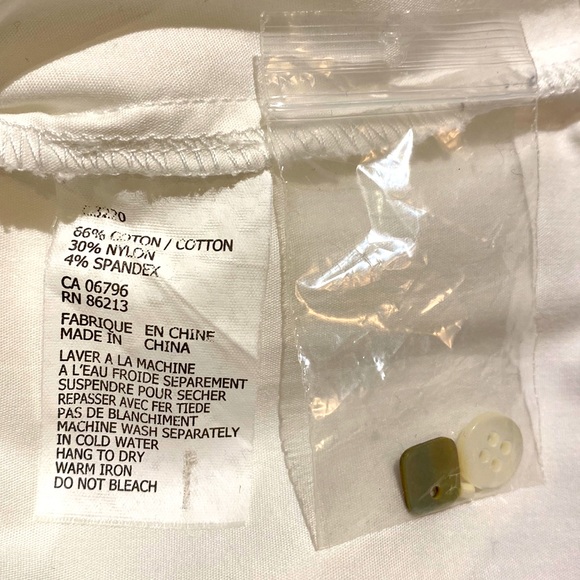 3220
66% COTON / COTTON
30% NYLON
4% SPANDEX
CA 06796
RN 86213
FABRIQUE EN CHINE
MADE IN CHINA
LAVER A LA MACHINE
A L'EAU FROIDE SEPAREMENT
SUSPENDRE POUR SECHER
REPASSER AVEC FER TIEDE
PAS DE BLANCHIMENT
MACHINE WASH SEPARATELY
IN COLD WATER
HANG TO DRY
WARM IRON
DO NOT BLEACH